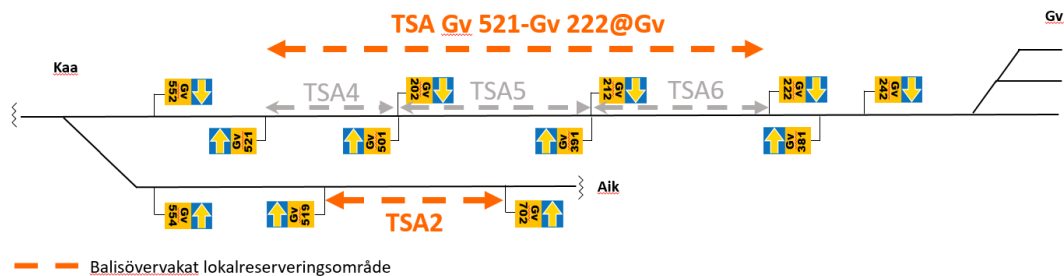 TSA Gv 521-Gv 222@Gv
Gv
Kaa
Gv 552
Gv 202
Gv 212
Gv 222
Gv 242
TSA4
TSA5
TSA6
Gv 521
Gv 501
Gv 391
Gv 381
Aik
Gv 554
Gv 519
TSA2
Gv 702
Balisövervakat lokalreserveringsområde